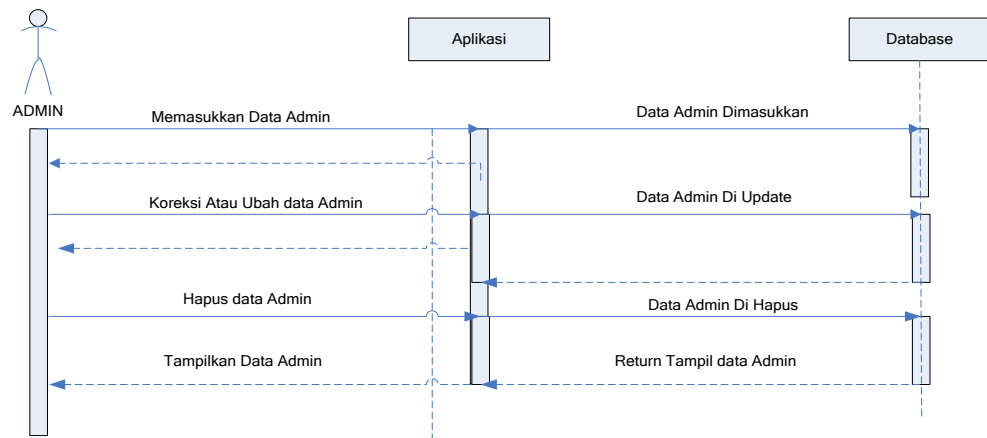 Aplikasi
Database
ADMIN
Memasukkan Data Admin
Data Admin Dimasukkan
Koreksi Atau Ubah data Admin
Data Admin Di Update
Hapus data Admin
Data Admin Di Hapus
Tampilkan Data Admin
Return Tampil data Admin